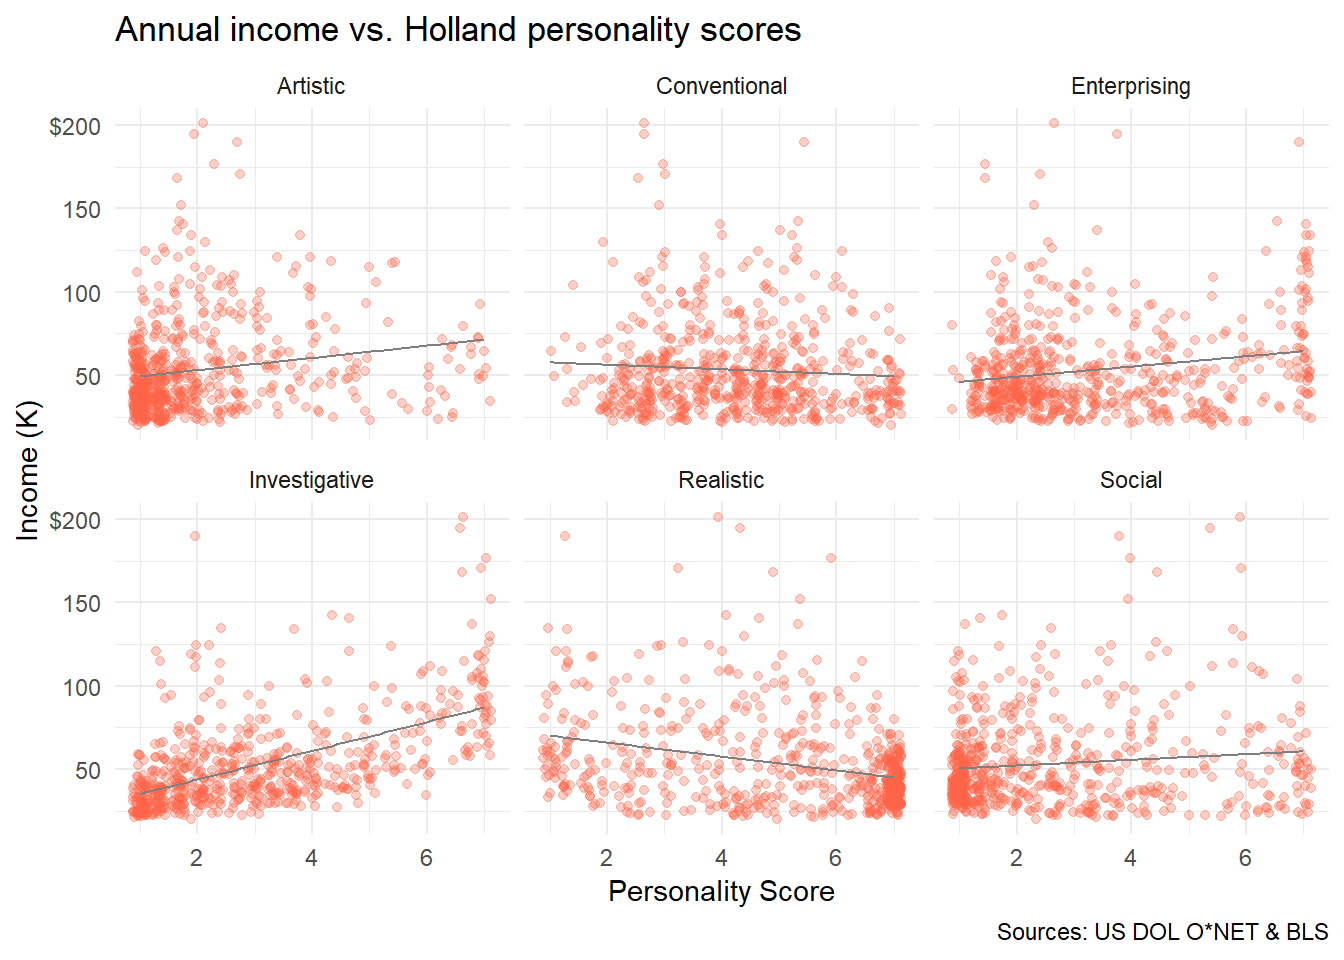 Annual income vs. Holland personality scores
Artistic
Conventional
Enterprising
$200
150
100
50
Income (K)
Investigative
Realistic
Social
$200
150
100
50
2
4
6
2
4
6
2
4
6
Personality Score
Sources: US DOL O*NET & BLS